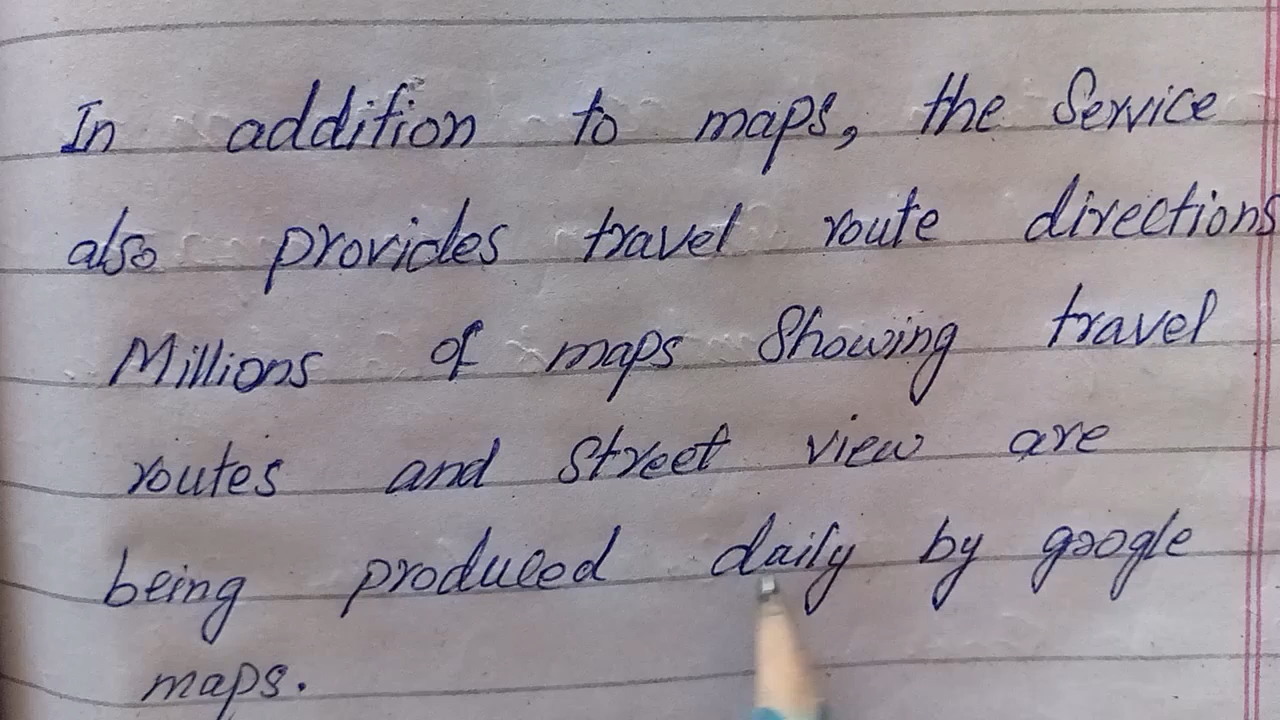 In addition to maps, the Service
also provides travel route directions
Millions of maps Showing travel
routes and Street view are
being produced daily by google
maps.